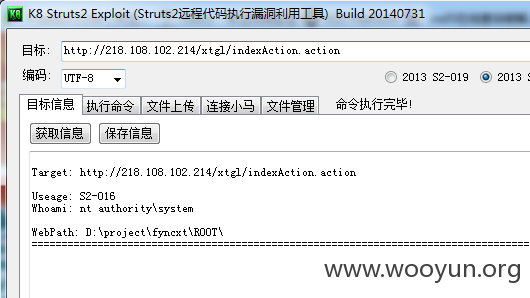 K8 Struts2 Exploit (Struts2远程代码执行漏洞利用工具) Build 20140731
目标: http://218.108.102.214/xtgl/indexAction.action
编码: UTF-8 2013 S2-019 2013 S
目标信息 执行命令 文件上传 连接小马 文件管理 命令执行完毕!
获取信息 保存信息
Target: http://218.108.102.214/xtgl/indexAction.action
Useage: S2-016
Whoami: nt authority\system
WebPath: D:\project\fyncxt\ROOT\
================================================================================
www.wooyun.org